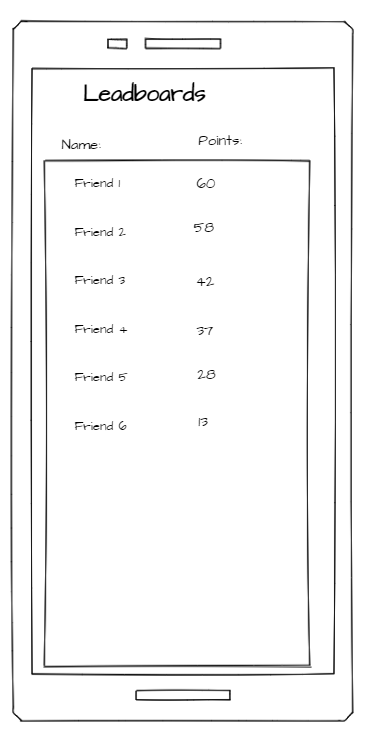 Leadboards
Name: Points:
Friend 1 60
Friend 2 58
Friend 3 42
Friend 4 37
Friend 5 28
Friend 6 13